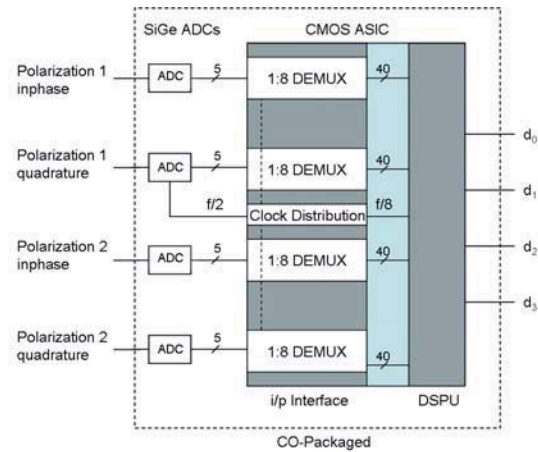 SiGe ADCs
CMOS ASIC
Polarization 1
inphase
ADC
5
1:8 DEMUX
40
d0
Polarization 1
quadrature
ADC
5
1:8 DEMUX
40
d1
f/2
Clock Distribution
f/8
Polarization 2
inphase
ADC
5
1:8 DEMUX
40
d2
d3
Polarization 2
quadrature
ADC
5
1:8 DEMUX
40
i/p Interface
DSPU
CO-Packaged